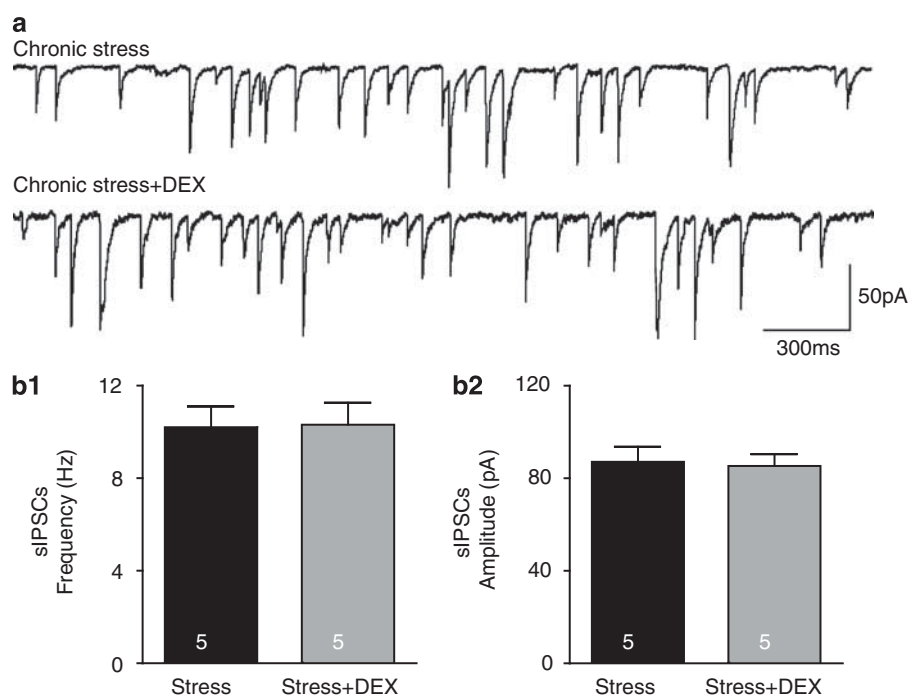 a
Chronic stress
Chronic stress+DEX
50pA
300ms
b1
sIPSCs
Frequency (Hz)
12
8
4
0
5
5
Stress
Stress+DEX
b2
sIPSCs
Amplitude (pA)
120
80
40
0
5
5
Stress
Stress+DEX